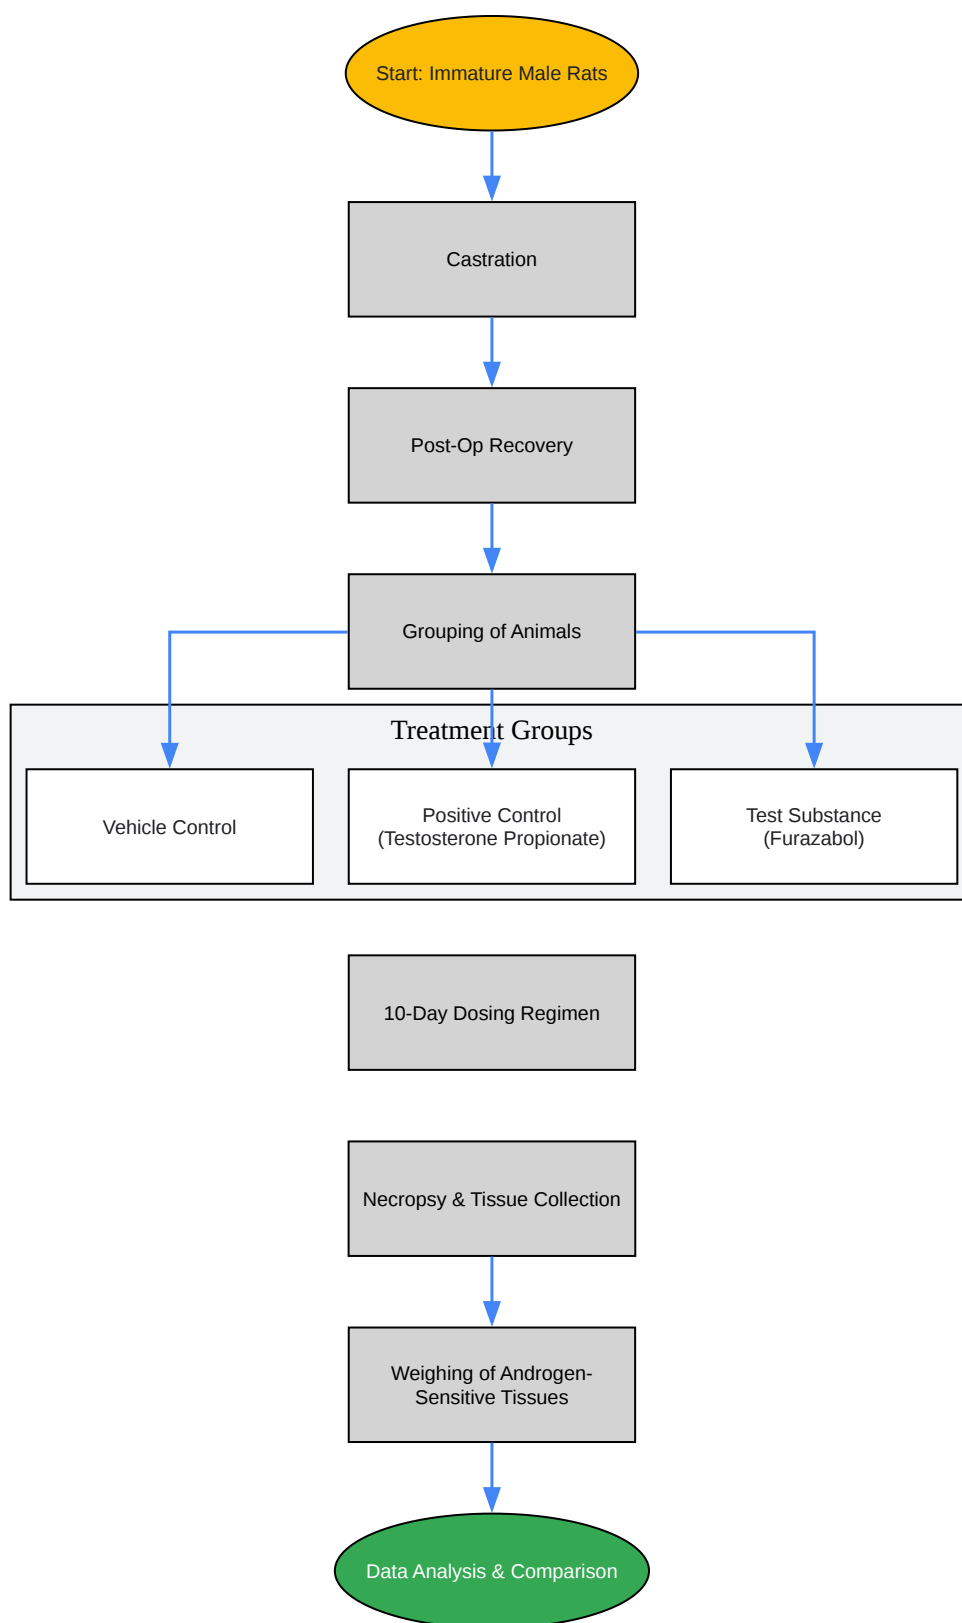 Start: Immature Male Rats
Castration
Post-Op Recovery
Grouping of Animals
Treatment Groups
Vehicle Control
Positive Control
(Testosterone Propionate)
Test Substance
(Furazabol)
10-Day Dosing Regimen
Necropsy & Tissue Collection
Weighing of Androgen-
Sensitive Tissues
Data Analysis & Comparison